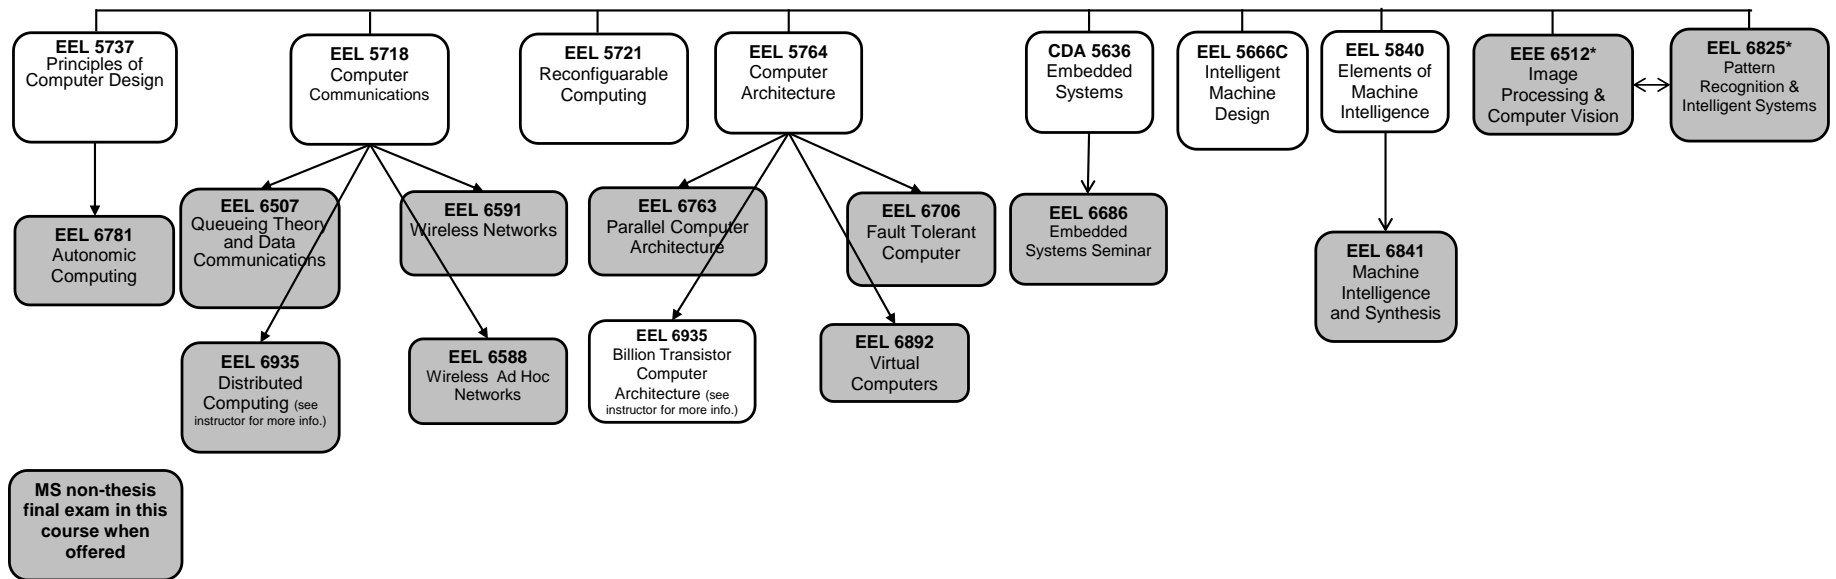 EEL 5737
Principles of
Computer Design
EEL 5718
Computer
Communications
EEL 5721
Reconfiguarable
Computing
EEL 5764
Computer
Architecture
CDA 5636
Embedded
Systems
EEL 5666C
Intelligent
Machine
Design
EEL 5840
Elements of
Machine
Intelligence
EEE 6512*
Image
Processing &
Computer Vision
EEL 6825*
Pattern
Recognition &
Intelligent Systems
EEL 6781
Autonomic
Computing
EEL 6507
Queueing Theory
and Data
Communications
EEL 6591
Wireless Networks
EEL 6763
Parallel Computer
Architecture
EEL 6706
Fault Tolerant
Computer
EEL 6686
Embedded
Systems Seminar
EEL 6841
Machine
Intelligence
and Synthesis
EEL 6935
Distributed
Computing (see
instructor for more info.)
EEL 6588
Wireless Ad Hoc
Networks
EEL 6935
Billion Transistor
Computer
Architecture (see
instructor for more info.)
EEL 6892
Virtual
Computers
MS non-thesis
final exam in this
course when
offered